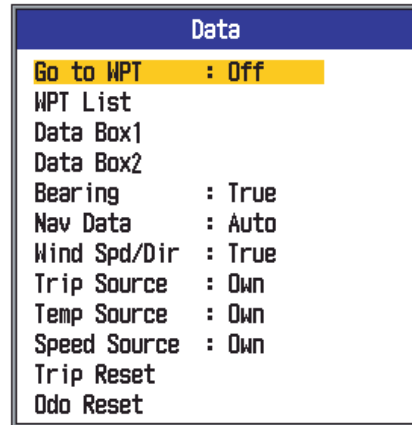 Data
Go to WPT : Off
WPT List
Data Box1
Data Box2
Bearing : True
Nav Data : Auto
Wind Spd/Dir : True
Trip Source : Own
Temp Source : Own
Speed Source : Own
Trip Reset
Odo Reset